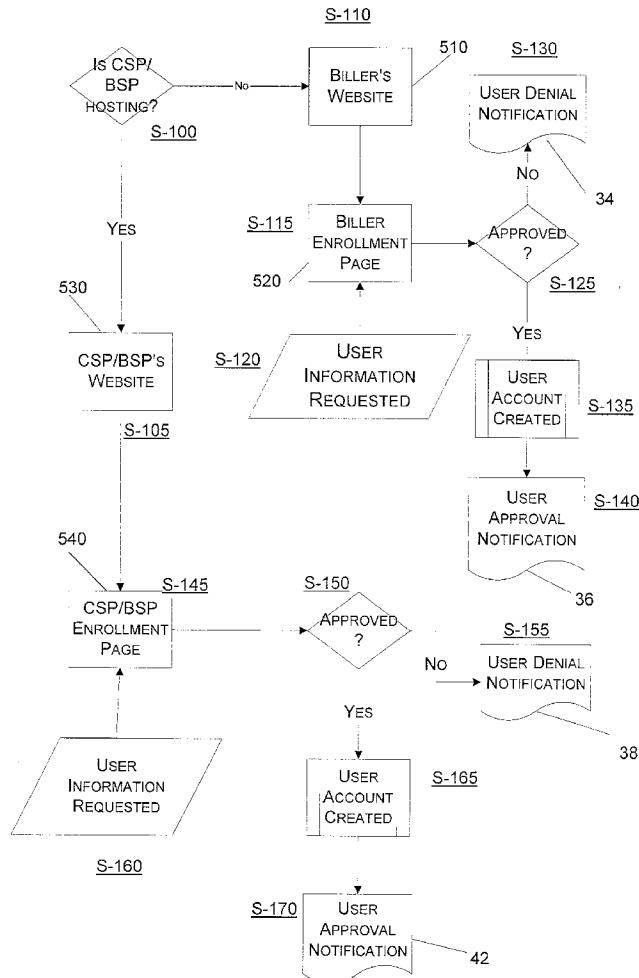 S-110
IS CSP/
BSP
HOSTING?
S-100
NO
BILLER'S
WEBSITE
510
S-130
USER DENIAL
NOTIFICATION
34
NO
YES
S-115
BILLER
ENROLLMENT
PAGE
520
APPROVED
?
S-125
530
YES
CSP/BSP'S
WEBSITE
S-105
S-120
USER
INFORMATION
REQUESTED
USER
ACCOUNT
CREATED
S-135
S-140
USER
APPROVAL
NOTIFICATION
36
540
S-145
CSP/BSP
ENROLLMENT
PAGE
S-150
APPROVED
?
S-155
NO
USER DENIAL
NOTIFICATION
38
YES
USER
INFORMATION
REQUESTED
S-160
USER
ACCOUNT
CREATED
S-165
S-170
USER
APPROVAL
NOTIFICATION
42